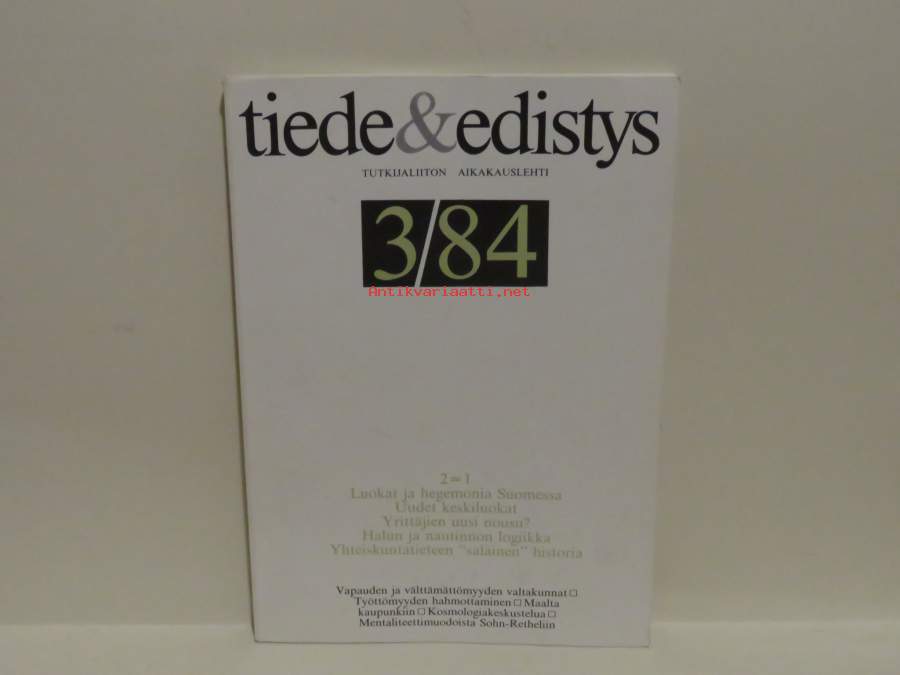 tiede&edistys
TUTKIJALIITON AIKAKAUSLEHTI
3/84
Antikvariaatti.net
2=1
Luokat ja hegemonia Suomessa
Uudet keskiluokat
Yrittäjien uusi nousu?
Halun ja nautinnon logiikka
Yhteiskuntatieteen "salainen" historia
Vapauden ja välttämättömyyden valtakunnat □
Työttömyyden hahmottaminen □ Maalta
kaupunkiin □ Kosmologiakeskustelua □
Mentaliteettimuodoista Sohn-Retheliin